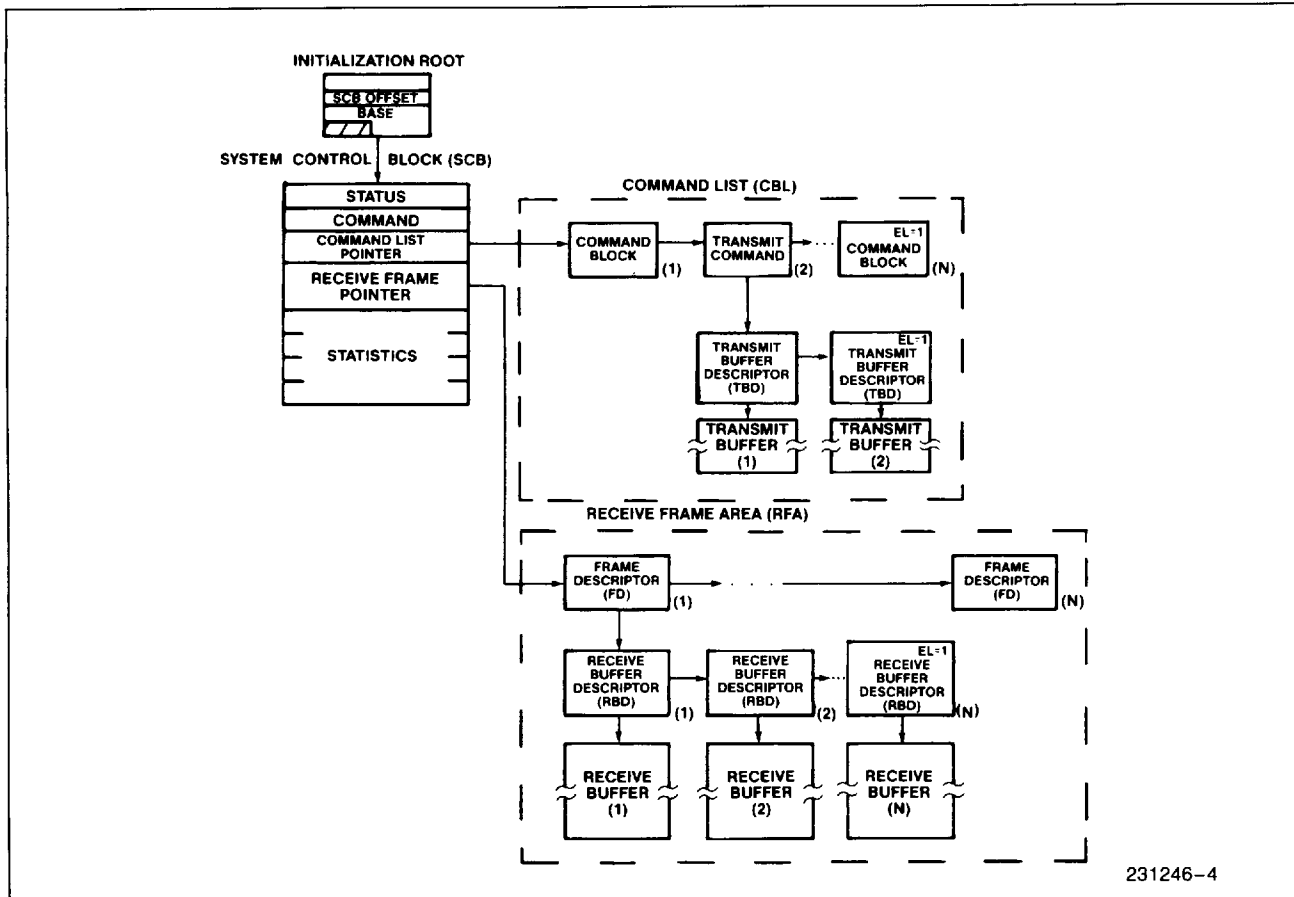 INITIALIZATION ROOT
SCB OFFSET
BASE
SYSTEM CONTROL BLOCK (SCB)
STATUS
COMMAND
COMMAND LIST
POINTER
RECEIVE FRAME
POINTER
STATISTICS
COMMAND LIST (CBL)
COMMAND
BLOCK
(1)
TRANSMIT
COMMAND
(2)
EL=1
COMMAND
BLOCK
(N)
TRANSMIT
BUFFER
DESCRIPTOR
(TBD)
EL=1
TRANSMIT
BUFFER
DESCRIPTOR
(TBD)
TRANSMIT
BUFFER
(1)
TRANSMIT
BUFFER
(2)
RECEIVE FRAME AREA (RFA)
FRAME
DESCRIPTOR
(FD)
(1)
FRAME
DESCRIPTOR
(FD)
(N)
RECEIVE
BUFFER
DESCRIPTOR
(RBD)
(1)
RECEIVE
BUFFER
DESCRIPTOR
(RBD)
(2)
EL=1
RECEIVE
BUFFER
DESCRIPTOR
(RBD)
(N)
RECEIVE
BUFFER
(1)
RECEIVE
BUFFER
(2)
RECEIVE
BUFFER
(N)
231246-4